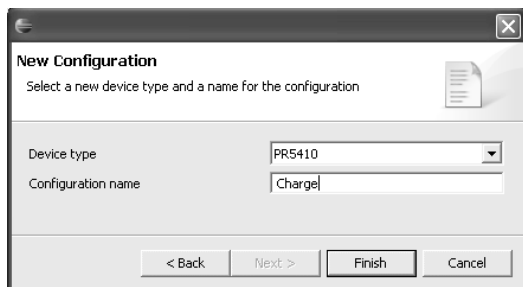 New Configuration
Select a new device type and a name for the configuration
Device type
PR5410
Configuration name
Charge
< Back
Next >
Finish
Cancel